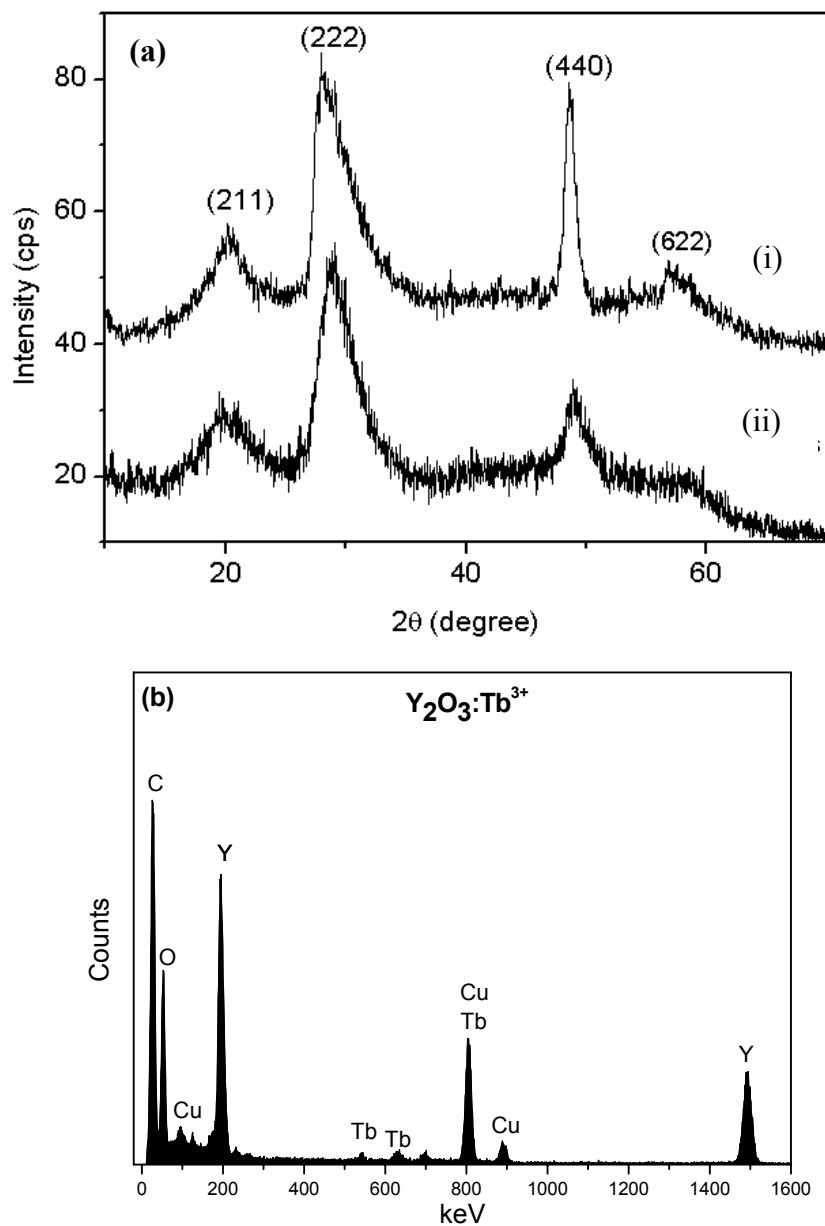 (a)
(222)
(440)
(211)
(622)
(i)
(ii)
s
80
60
40
20
Intensity (cps)
20 40 60
2θ (degree)
(b)
Y₂O₃:Tb³⁺
C
Y
O
Cu
Tb
Cu
Y
Cu
Tb
Tb
Cu
Counts
0 200 400 600 800 1000 1200 1400 1600
keV